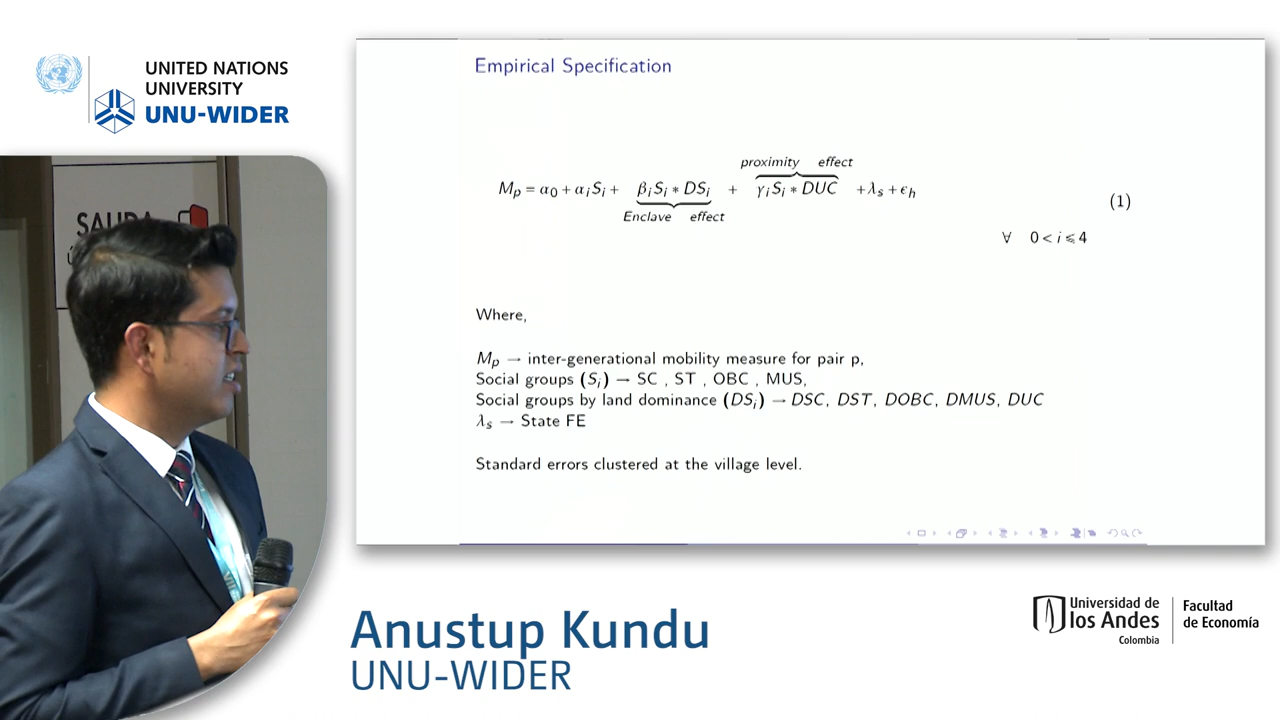 UNITED NATIONS
UNIVERSITY
UNU-WIDER
SALIDA
Empirical Specification
proximity effect
M_p = α_0 + α_i S_i + β_i S_i * DS_i + γ_i S_i * DUC + λ_s + ϵ_h
Enclave effect
(1)
∀ 0 < i ⩽ 4
Where,
M_p → inter-generational mobility measure for pair p,
Social groups (S_i) → SC , ST , OBC , MUS,
Social groups by land dominance (DS_i) → DSC, DST, DOBC, DMUS, DUC
λ_s → State FE
Standard errors clustered at the village level.
Anustup Kundu
UNU-WIDER
Universidad de
los Andes
Colombia
Facultad
de Economía